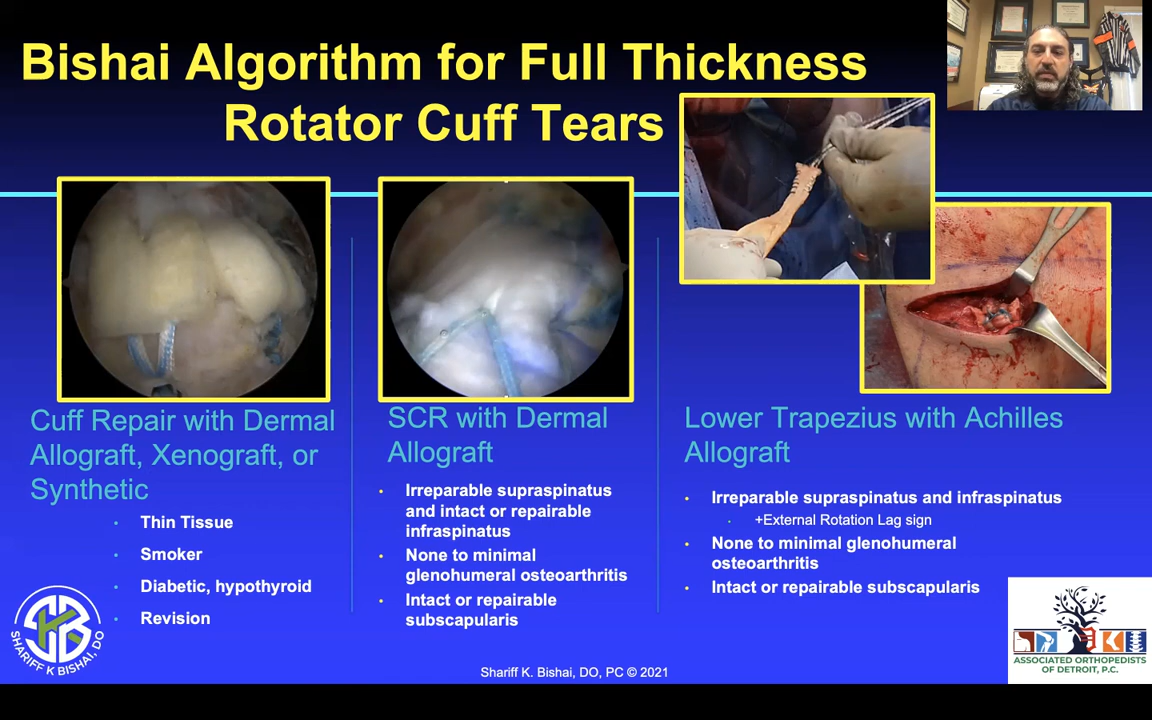 Bishai Algorithm for Full Thickness
Rotator Cuff Tears
Cuff Repair with Dermal
Allograft, Xenograft, or
Synthetic
• Thin Tissue
• Smoker
• Diabetic, hypothyroid
• Revision
SCR with Dermal
Allograft
• Irreparable supraspinatus
and intact or repairable
infraspinatus
• None to minimal
glenohumeral osteoarthritis
• Intact or repairable
subscapularis
Lower Trapezius with Achilles
Allograft
• Irreparable supraspinatus and infraspinatus
• +External Rotation Lag sign
• None to minimal glenohumeral
osteoarthritis
• Intact or repairable subscapularis
SHARIFF K BISHAI, DO
Shariff K. Bishai, DO, PC © 2021
ASSOCIATED ORTHOPEDISTS
OF DETROIT, P.C.